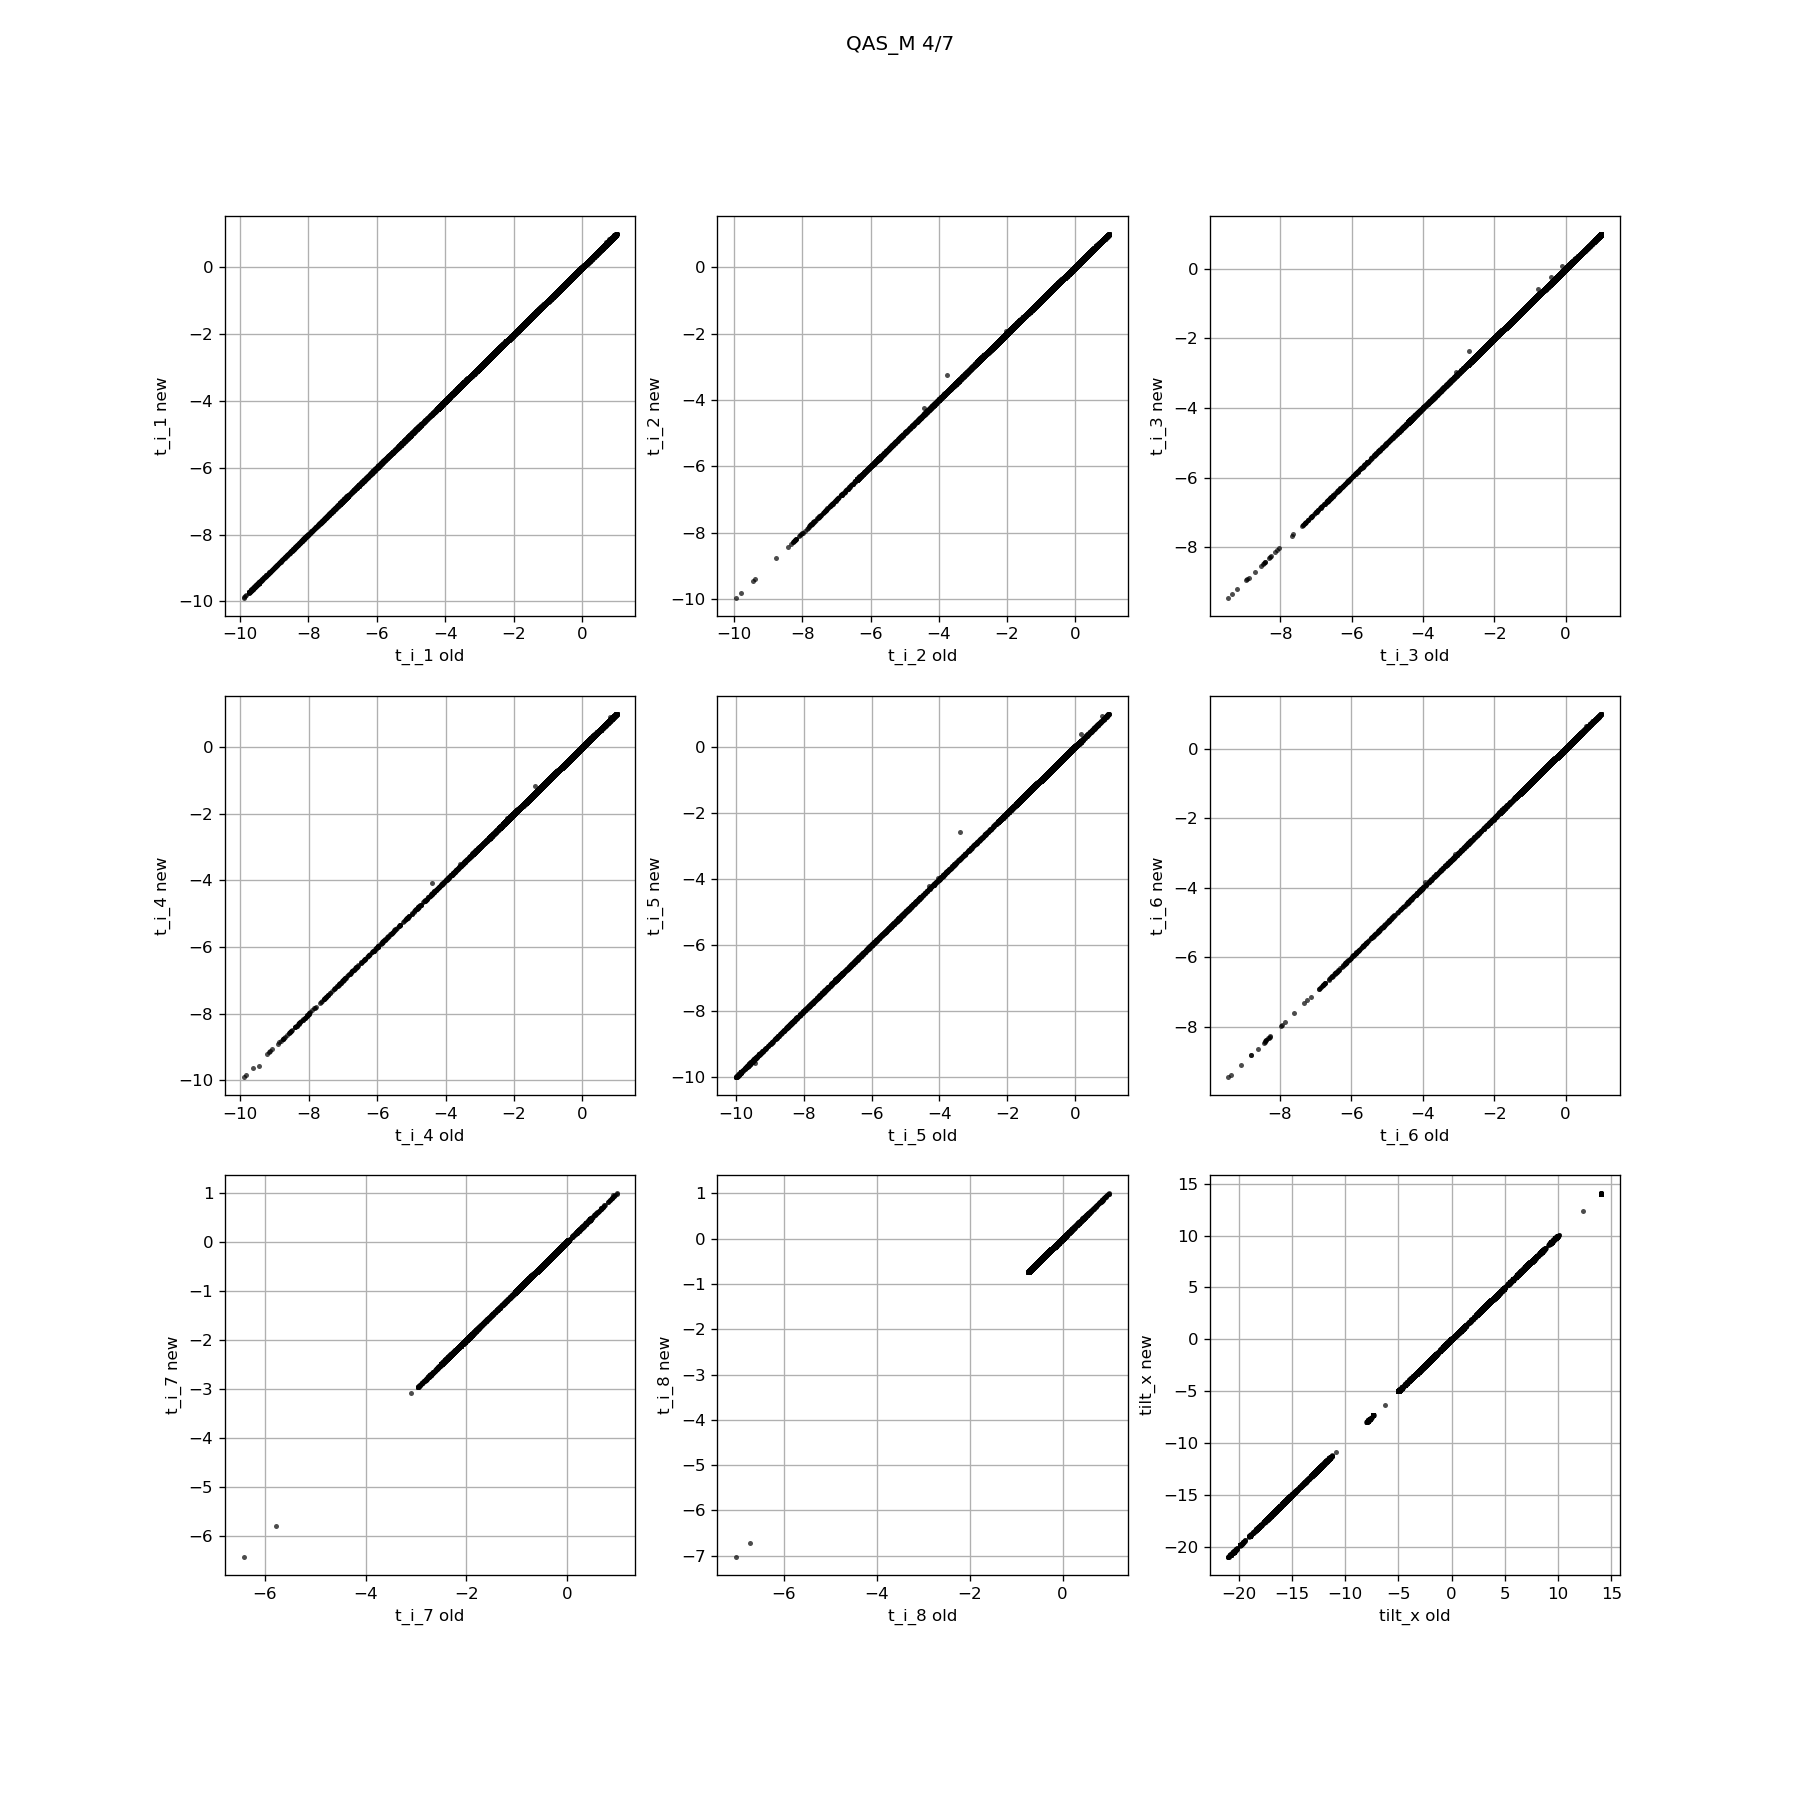 QAS_M 4/7
t_i_1 new
0
−2
−4
−6
−8
−10
−10 −8 −6 −4 −2 0
t_i_1 old
t_i_2 new
0
−2
−4
−6
−8
−10
−10 −8 −6 −4 −2 0
t_i_2 old
t_i_3 new
0
−2
−4
−6
−8
−8 −6 −4 −2 0
t_i_3 old
t_i_4 new
0
−2
−4
−6
−8
−10
−10 −8 −6 −4 −2 0
t_i_4 old
t_i_5 new
0
−2
−4
−6
−8
−10
−10 −8 −6 −4 −2 0
t_i_5 old
t_i_6 new
0
−2
−4
−6
−8
−8 −6 −4 −2 0
t_i_6 old
t_i_7 new
1
0
−1
−2
−3
−4
−5
−6
−6 −4 −2 0
t_i_7 old
t_i_8 new
1
0
−1
−2
−3
−4
−5
−6
−7
−6 −4 −2 0
t_i_8 old
tilt_x new
15
10
5
0
−5
−10
−15
−20
−20 −15 −10 −5 0 5 10 15
tilt_x old